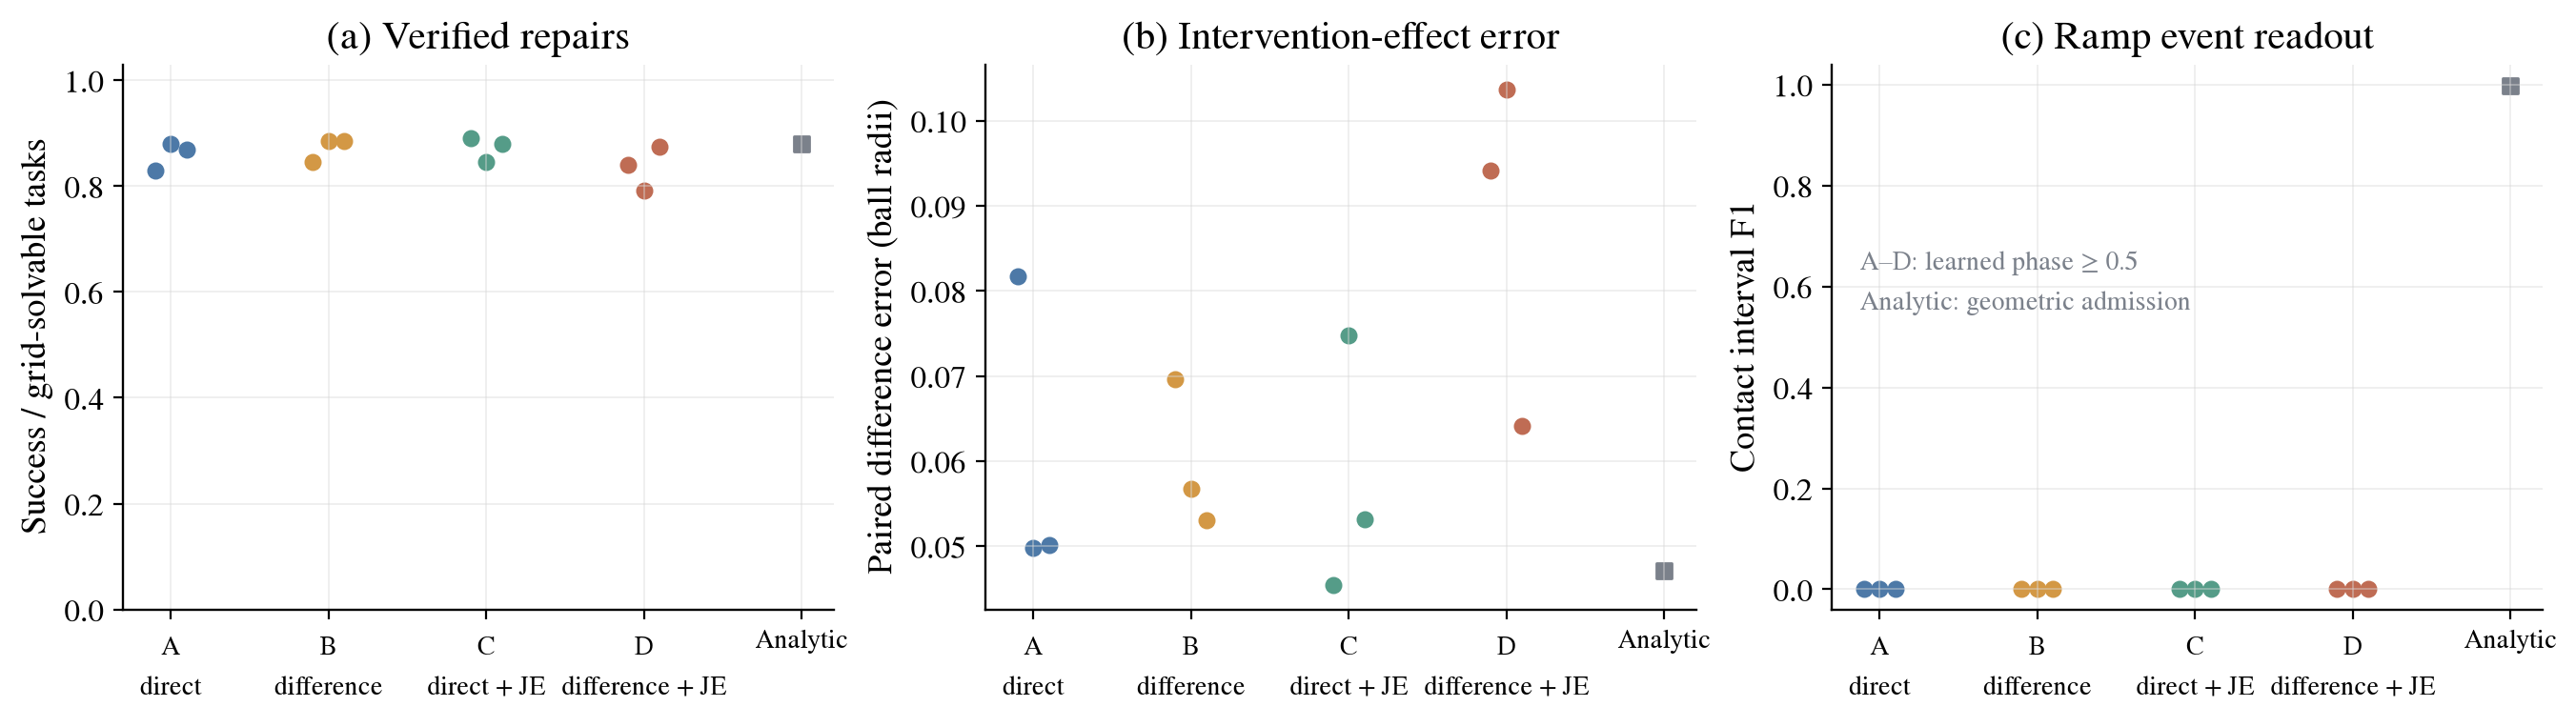 (a) Verified repairs
Success / grid-solvable tasks
1.0
0.8
0.6
0.4
0.2
0.0
A
B
C
D
Analytic
direct
difference
direct + JE
difference + JE
(b) Intervention-effect error
Paired difference error (ball radii)
0.10
0.09
0.08
0.07
0.06
0.05
A
B
C
D
Analytic
direct
difference
direct + JE
difference + JE
(c) Ramp event readout
Contact interval F1
1.0
0.8
0.6
0.4
0.2
0.0
A–D: learned phase ≥ 0.5
Analytic: geometric admission
A
B
C
D
Analytic
direct
difference
direct + JE
difference + JE